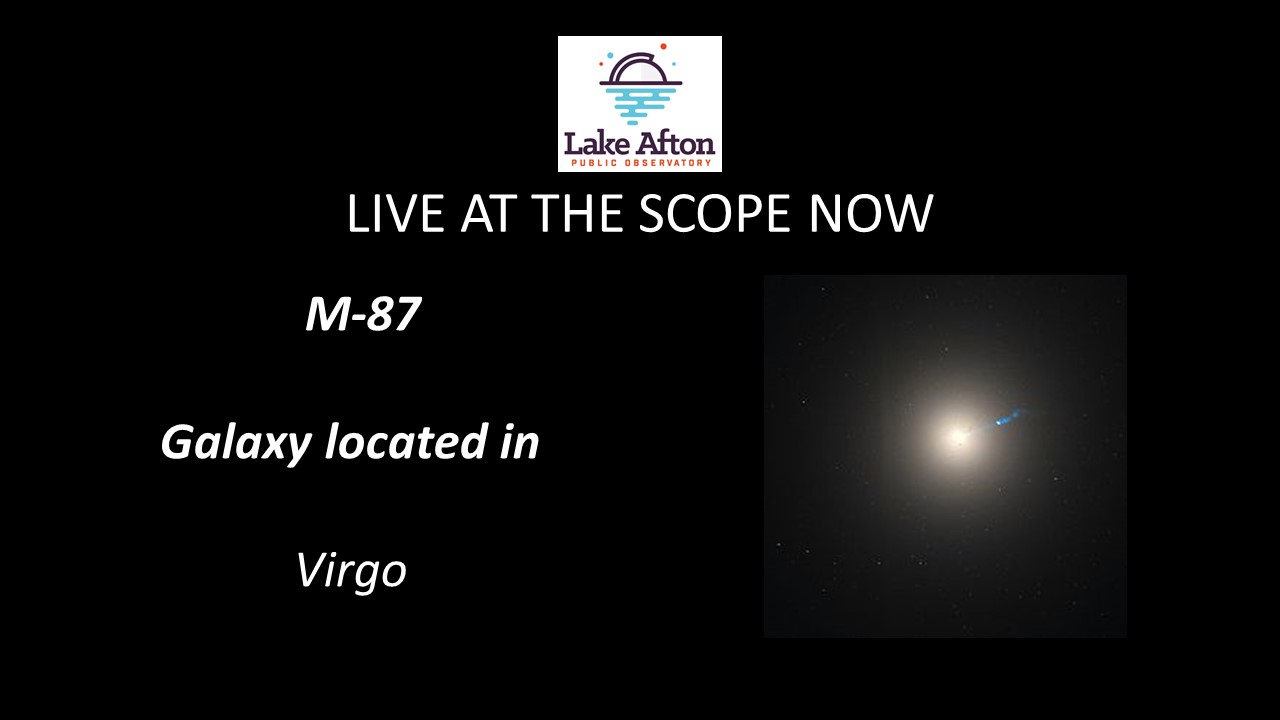 Lake Afton
PUBLIC OBSERVATORY
LIVE AT THE SCOPE NOW
M-87
Galaxy located in
Virgo